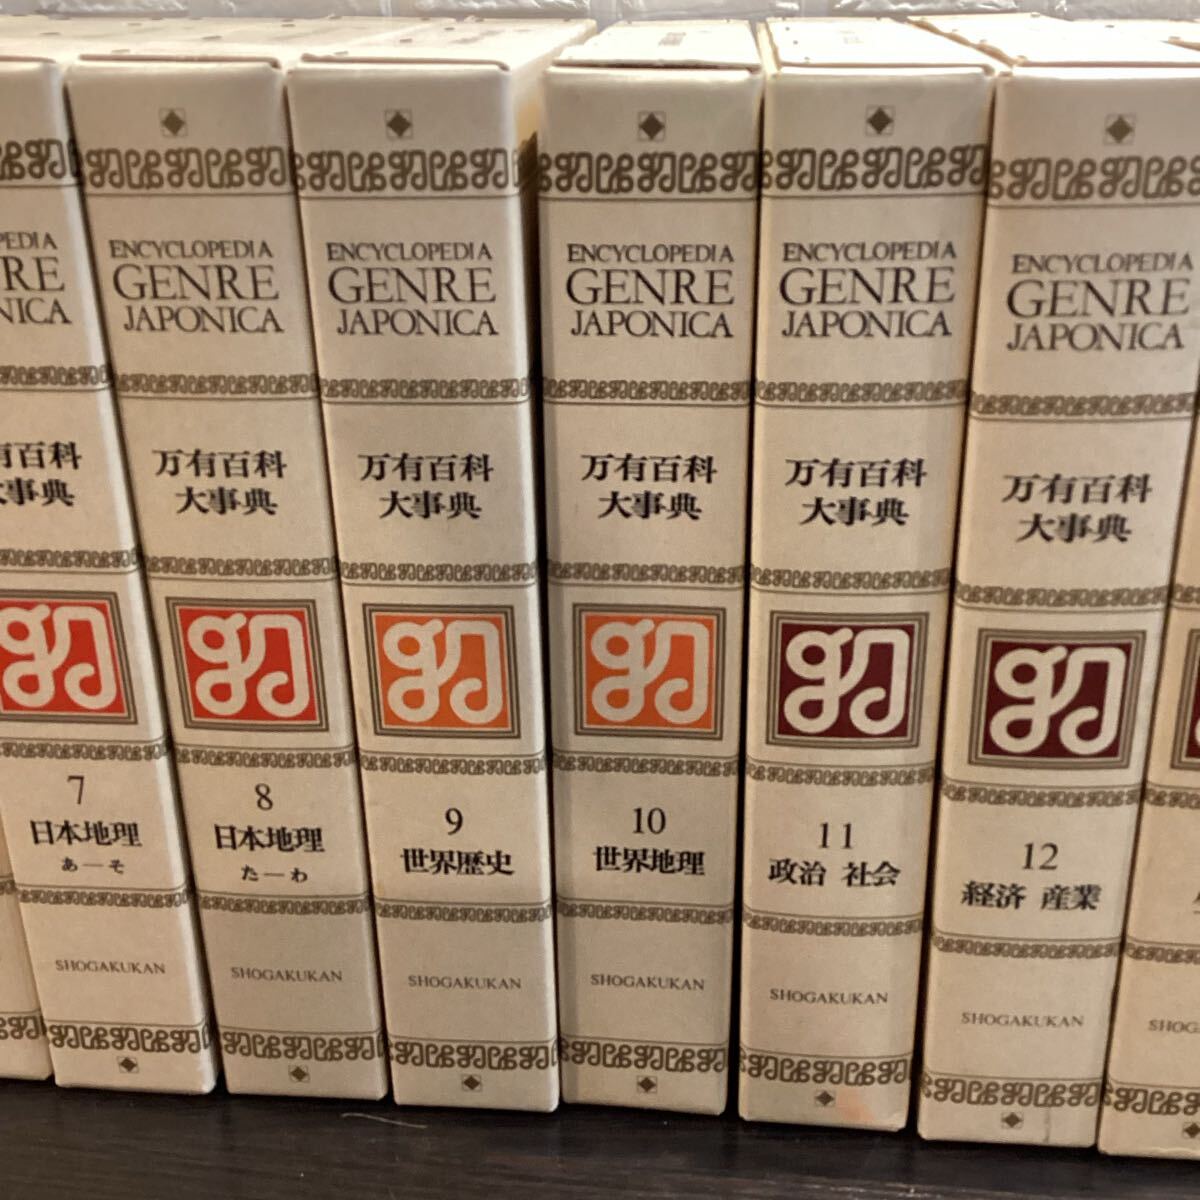 PEDIA
RE
NICA
有百科
大事典
7
日本地理
あ―そ
SHOGAKUKAN
ENCYCLOPEDIA
GENRE
JAPONICA
万有百科
大事典
8
日本地理
た―わ
SHOGAKUKAN
ENCYCLOPEDIA
GENRE
JAPONICA
万有百科
大事典
9
世界歴史
SHOGAKUKAN
ENCYCLOPEDIA
GENRE
JAPONICA
万有百科
大事典
10
世界地理
SHOGAKUKAN
ENCYCLOPEDIA
GENRE
JAPONICA
万有百科
大事典
11
政治 社会
SHOGAKUKAN
ENCYCLOPEDIA
GENRE
JAPONICA
万有百科
大事典
12
経済 産業
SHOGAKUKAN
SHOG